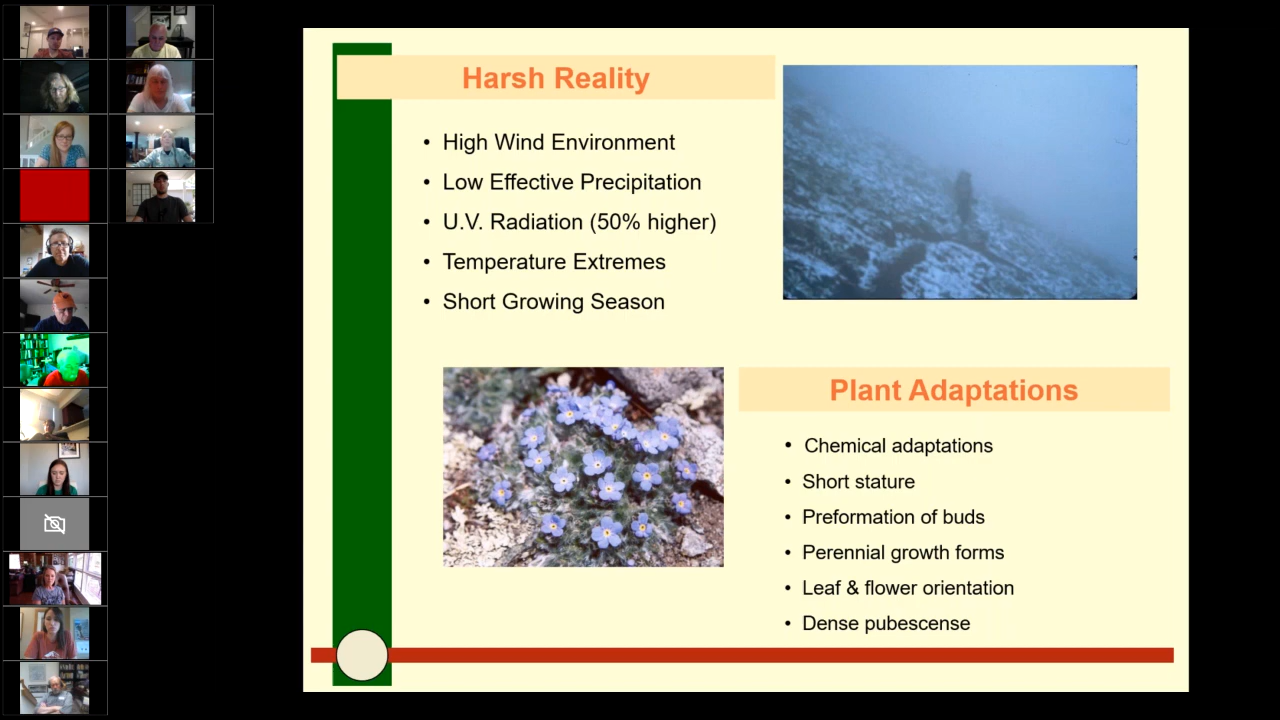 Harsh Reality
• High Wind Environment
• Low Effective Precipitation
• U.V. Radiation (50% higher)
• Temperature Extremes
• Short Growing Season
Plant Adaptations
• Chemical adaptations
• Short stature
• Preformation of buds
• Perennial growth forms
• Leaf & flower orientation
• Dense pubescense